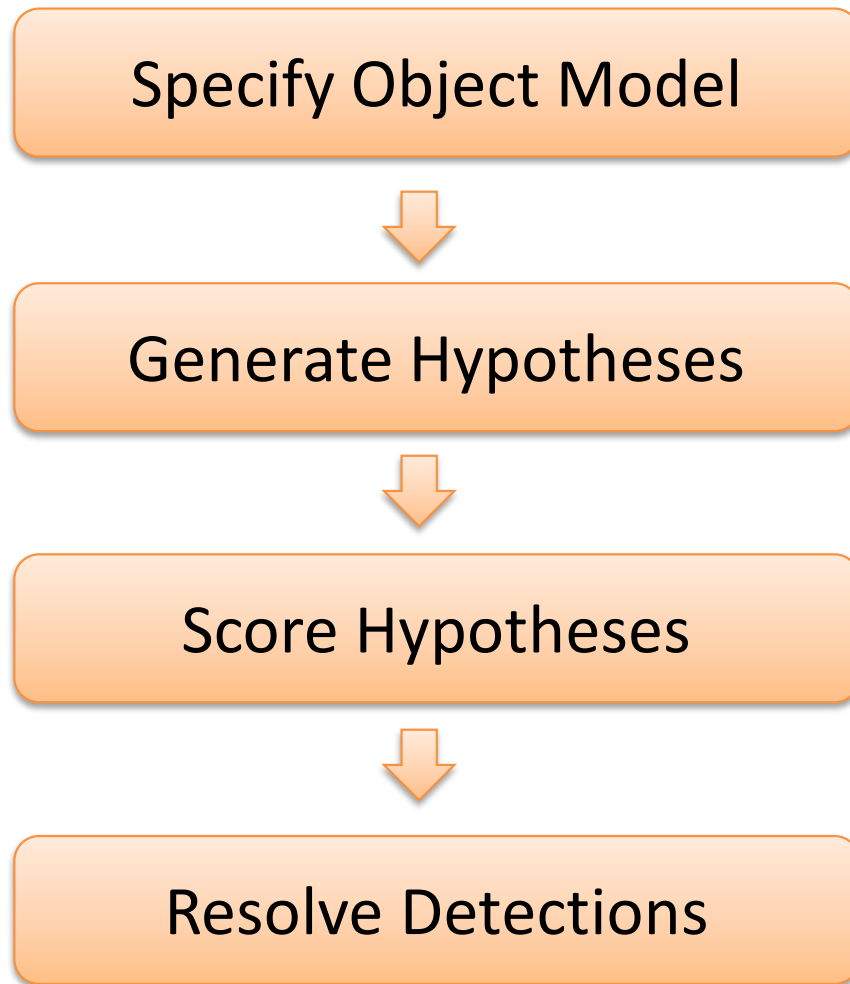 Specify Object Model
Generate Hypotheses
Score Hypotheses
Resolve Detections